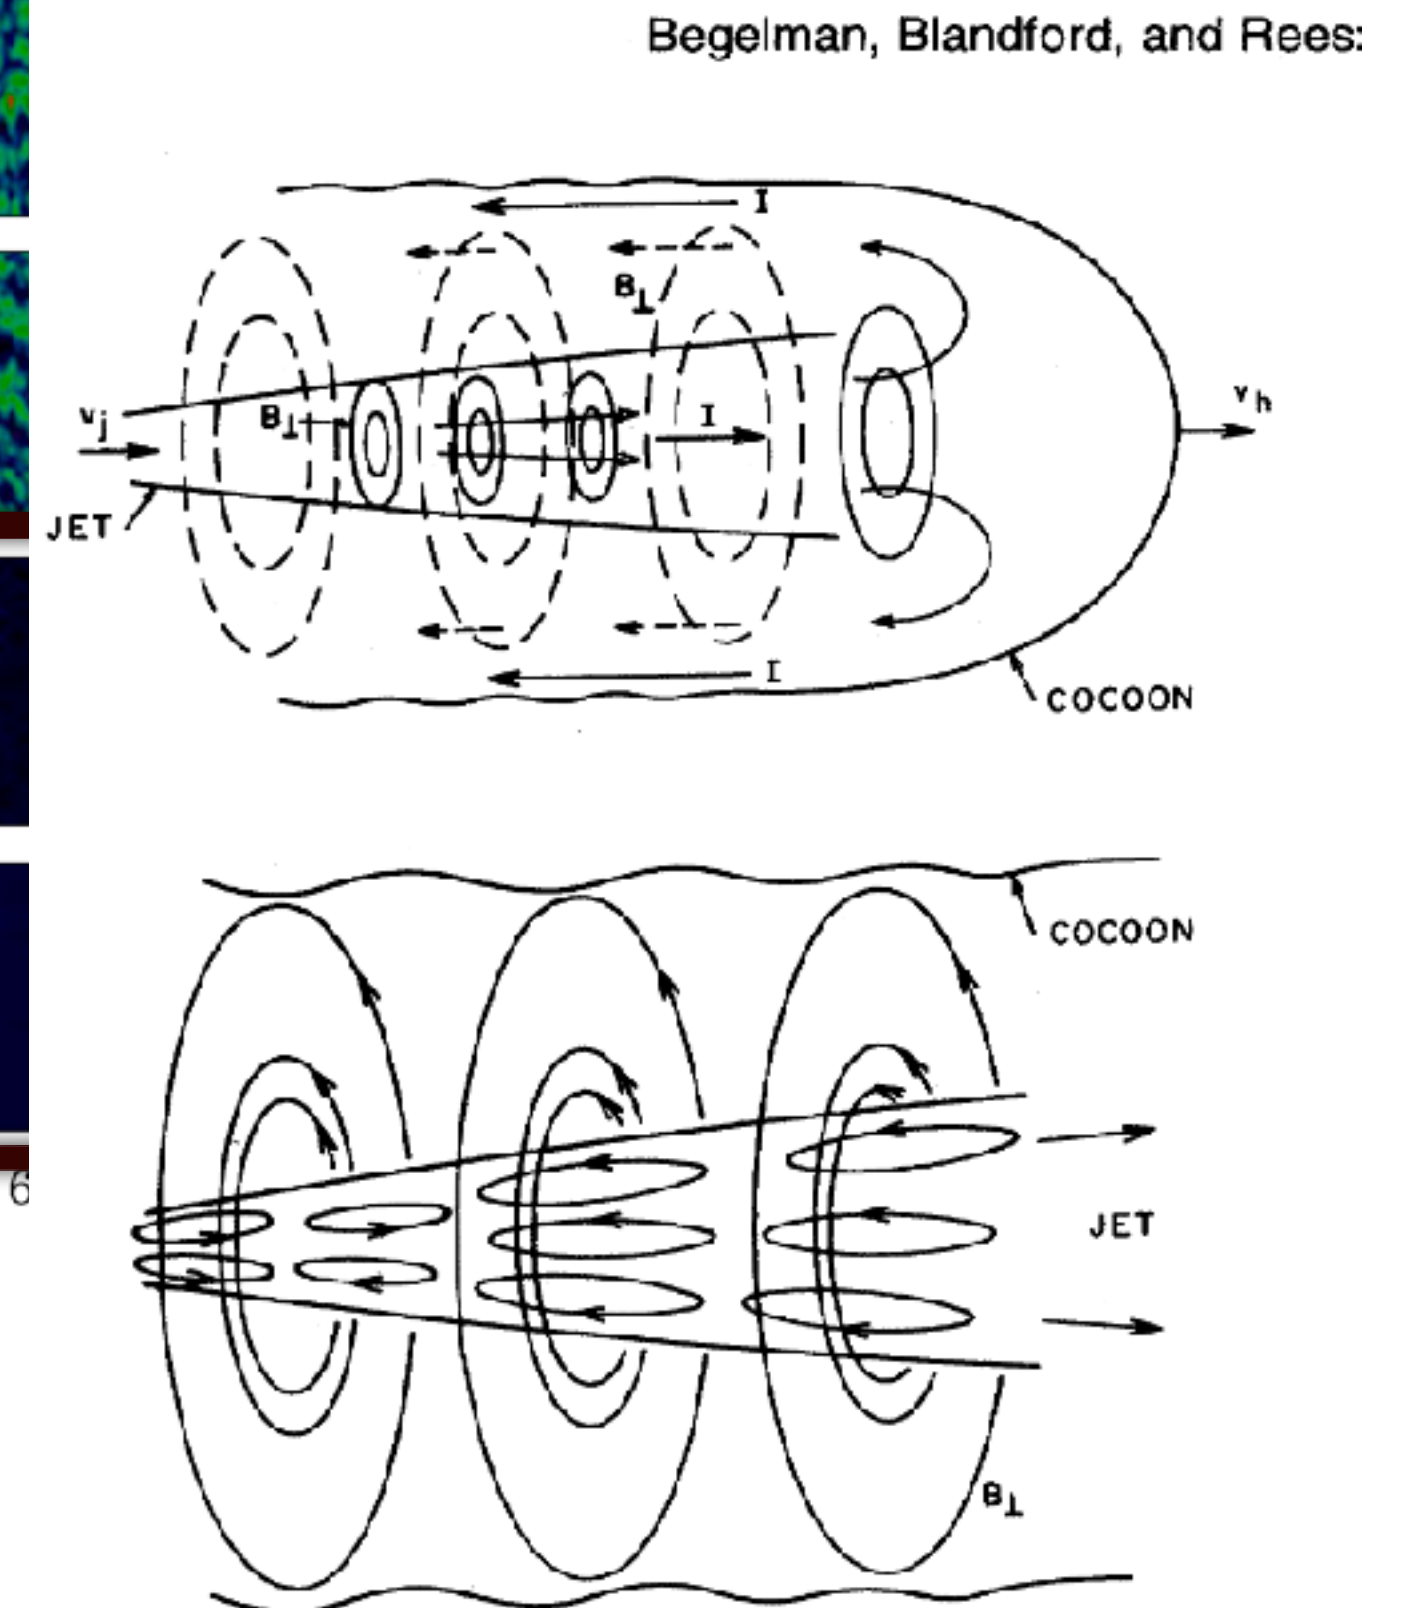 Begelman, Blandford, and Rees:
I
B⊥
v_h
v_j
B⊥
I
JET
I
COCOON
COCOON
6
JET
B⊥